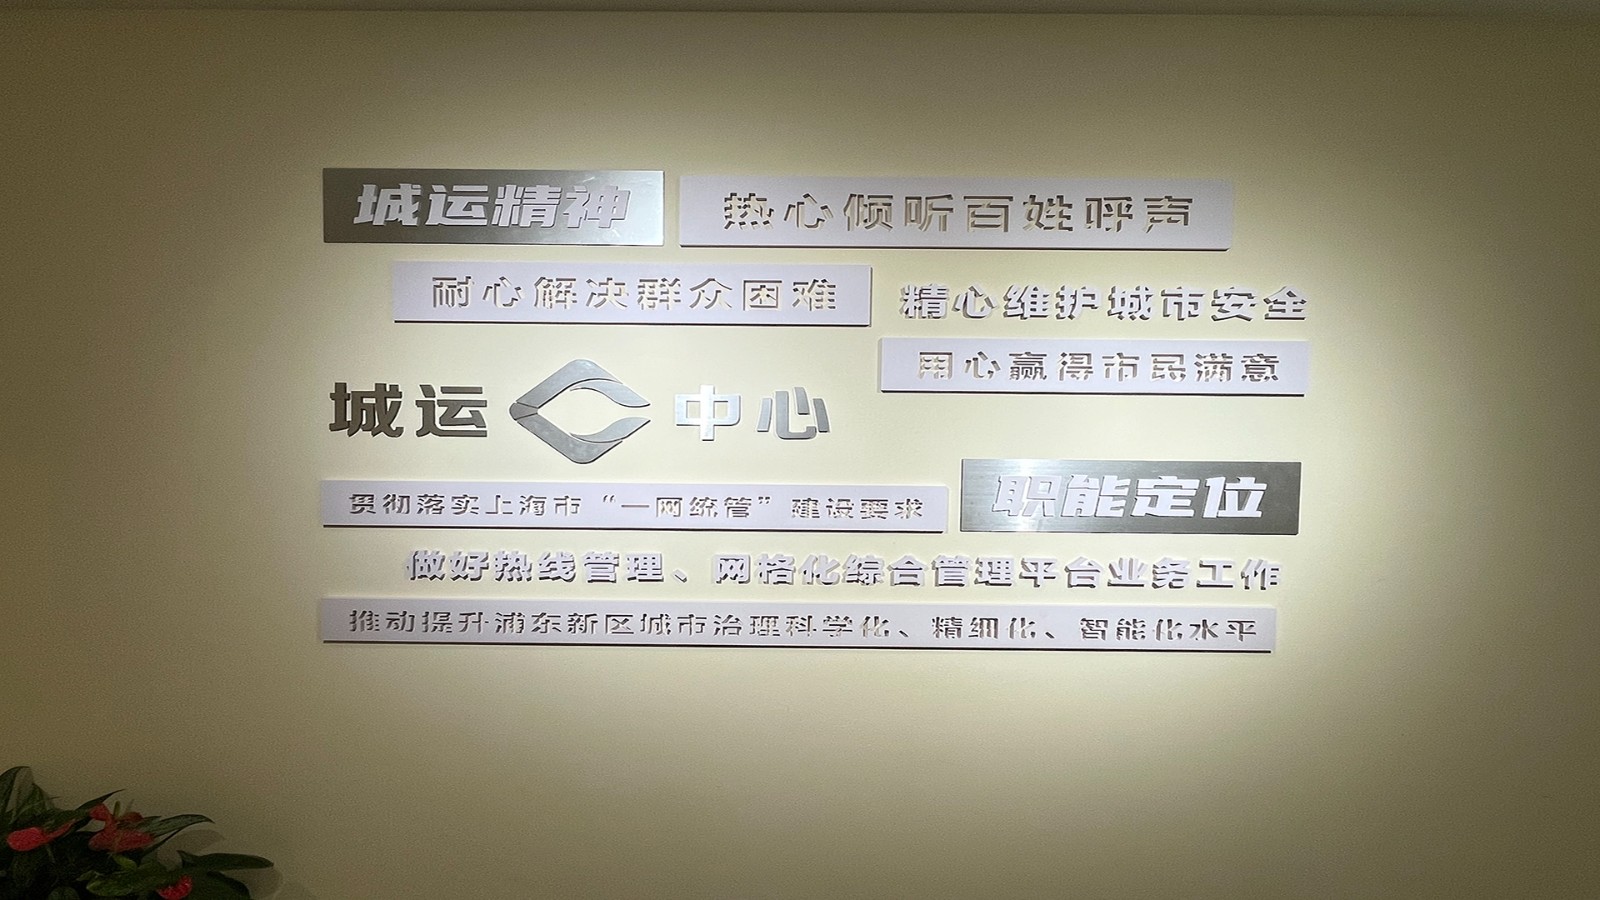 城运精神
热心倾听百姓呼声
耐心解决群众困难
精心维护城市安全
用心赢得市民满意
城运中心
职能定位
贯彻落实上海市“一网统管”建设要求
做好热线管理、网格化综合管理平台业务工作
推动提升浦东新区城市治理科学化、精细化、智能化水平